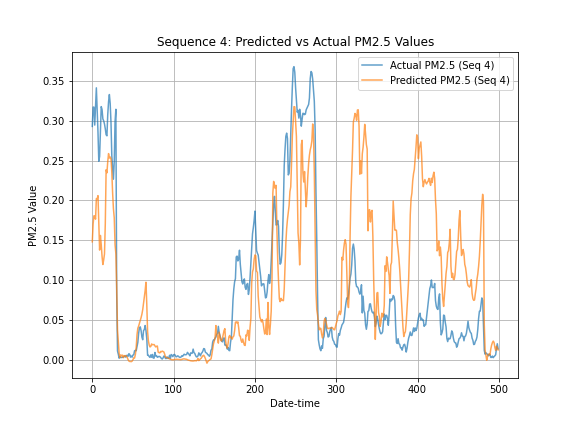 Sequence 4: Predicted vs Actual PM2.5 Values
Actual PM2.5 (Seq 4)
Predicted PM2.5 (Seq 4)
PM2.5 Value
0.35
0.30
0.25
0.20
0.15
0.10
0.05
0.00
0 100 200 300 400 500
Date-time